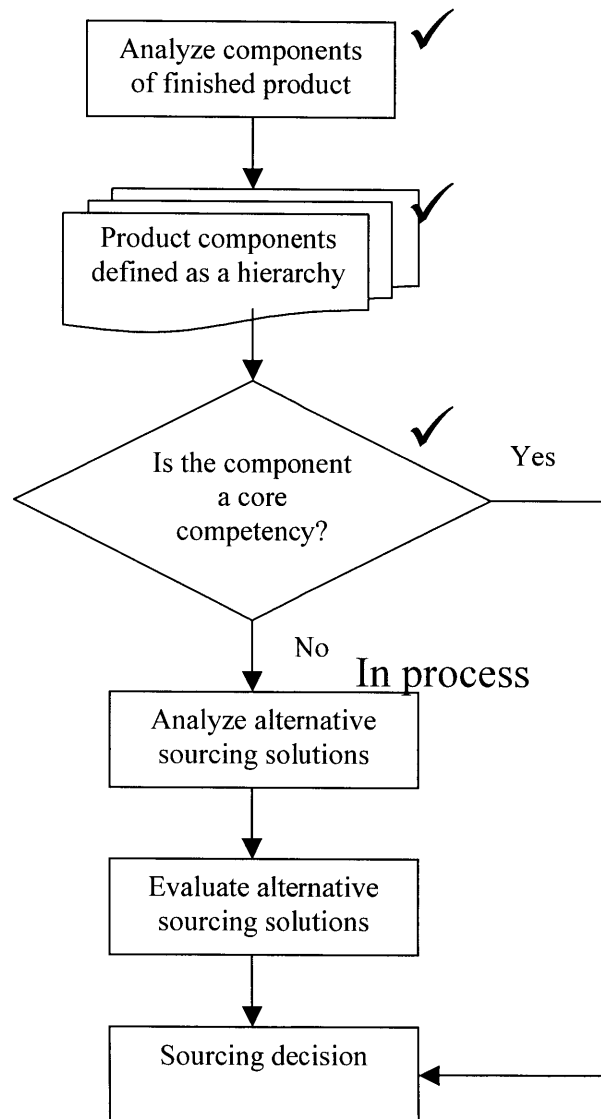 Analyze components
of finished product
Product components
defined as a hierarchy
Is the component
a core
competency?
Yes
No
In process
Analyze alternative
sourcing solutions
Evaluate alternative
sourcing solutions
Sourcing decision